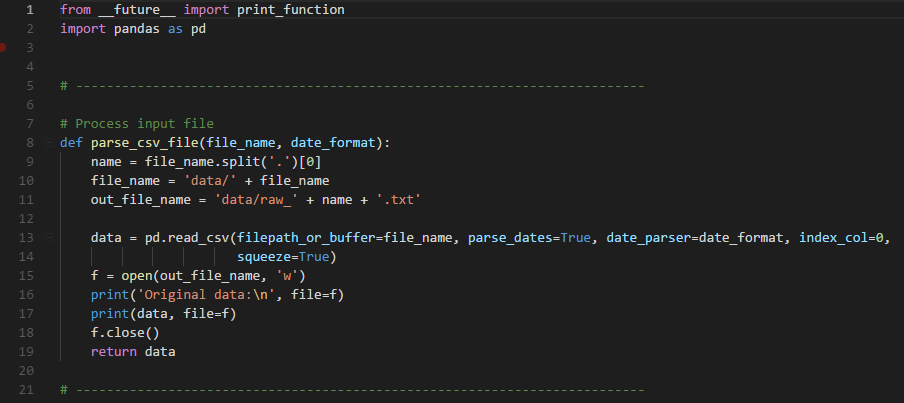 1 from __future__ import print_function
2 import pandas as pd
3
4
5 # --------------------------------------------------------------------------
6
7 # Process input file
8 def parse_csv_file(file_name, date_format):
9     name = file_name.split('.')[0]
10     file_name = 'data/' + file_name
11     out_file_name = 'data/raw_' + name + '.txt'
12
13     data = pd.read_csv(filepath_or_buffer=file_name, parse_dates=True, date_parser=date_format, index_col=0,
14                        squeeze=True)
15     f = open(out_file_name, 'w')
16     print('Original data:\n', file=f)
17     print(data, file=f)
18     f.close()
19     return data
20
21 # --------------------------------------------------------------------------